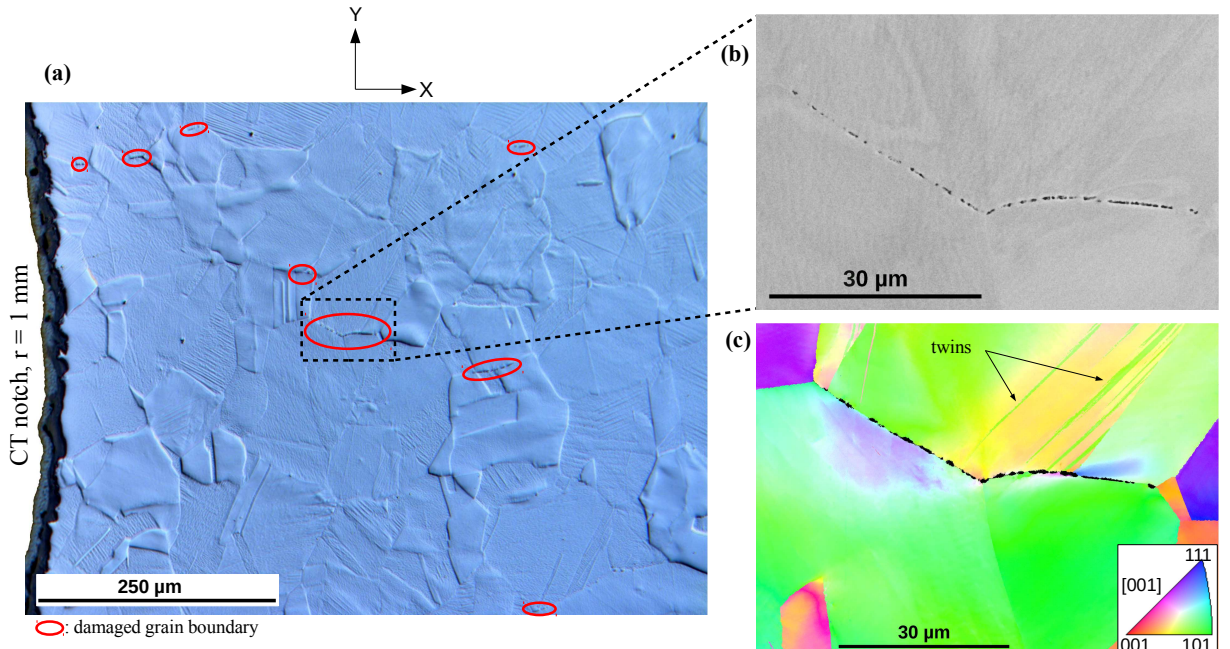 (a)
Y
X
CT notch, r = 1 mm
250 µm
: damaged grain boundary
(b)
30 µm
(c)
twins
30 µm
[001]
111
001
101